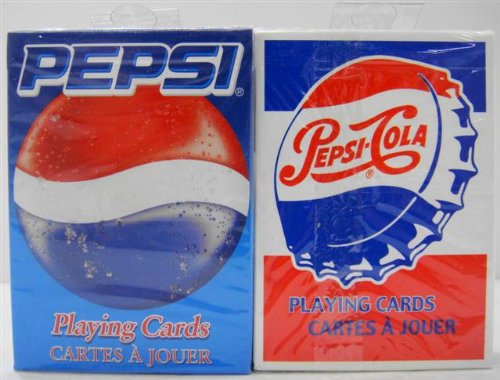 PEPSI®
Playing Cards
CARTES À JOUER
PEPSI-COLA
®
PLAYING CARDS
CARTES À JOUER